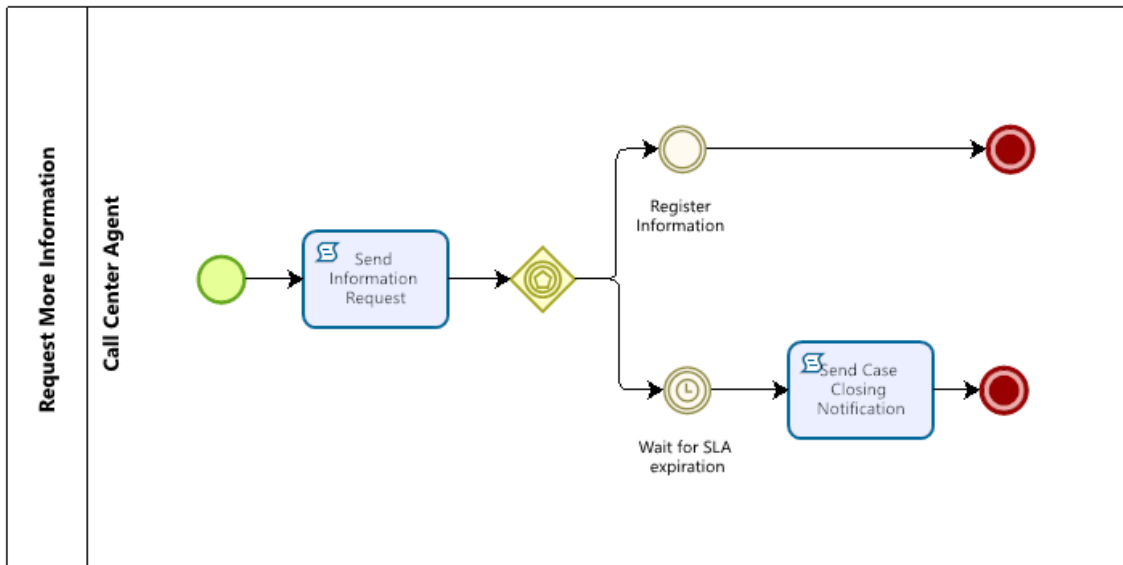 Request More Information
Call Center Agent
Send
Information
Request
Register
Information
Wait for SLA
expiration
Send Case
Closing
Notification